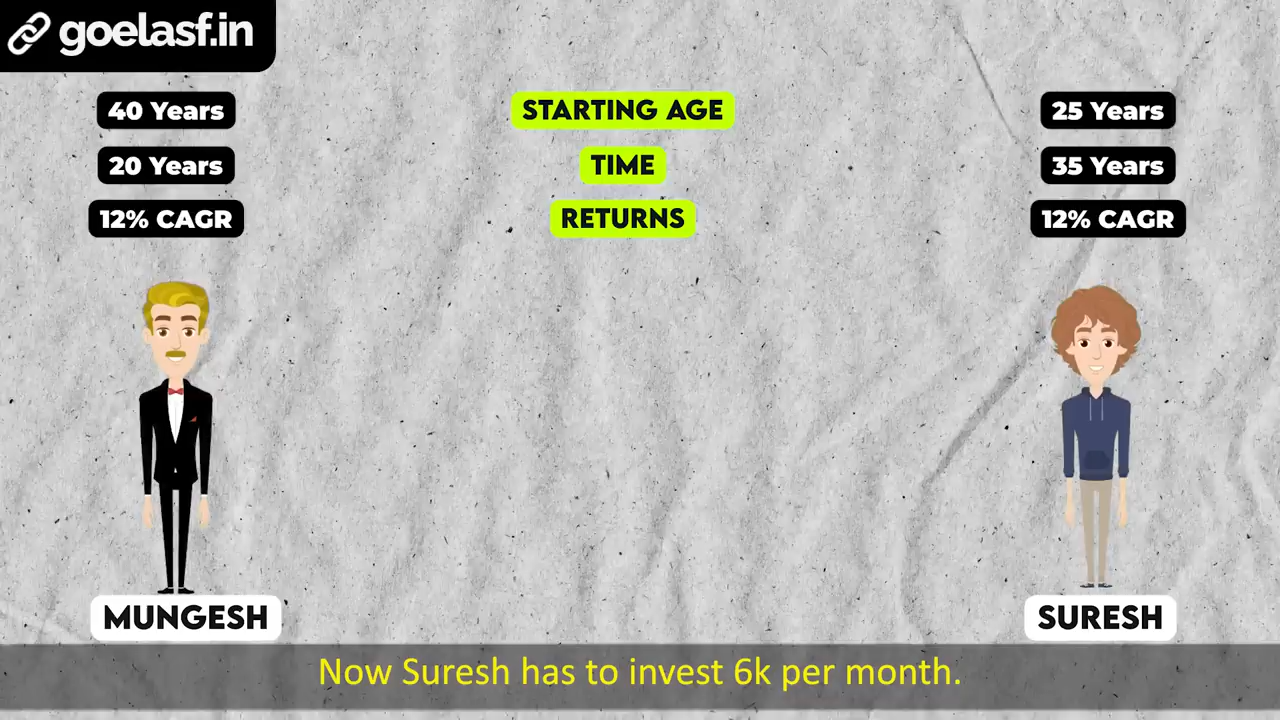 goelasf.in
40 Years
STARTING AGE
25 Years
20 Years
TIME
35 Years
12% CAGR
RETURNS
12% CAGR
MUNGESH
SURESH
Now Suresh has to invest 6k per month.